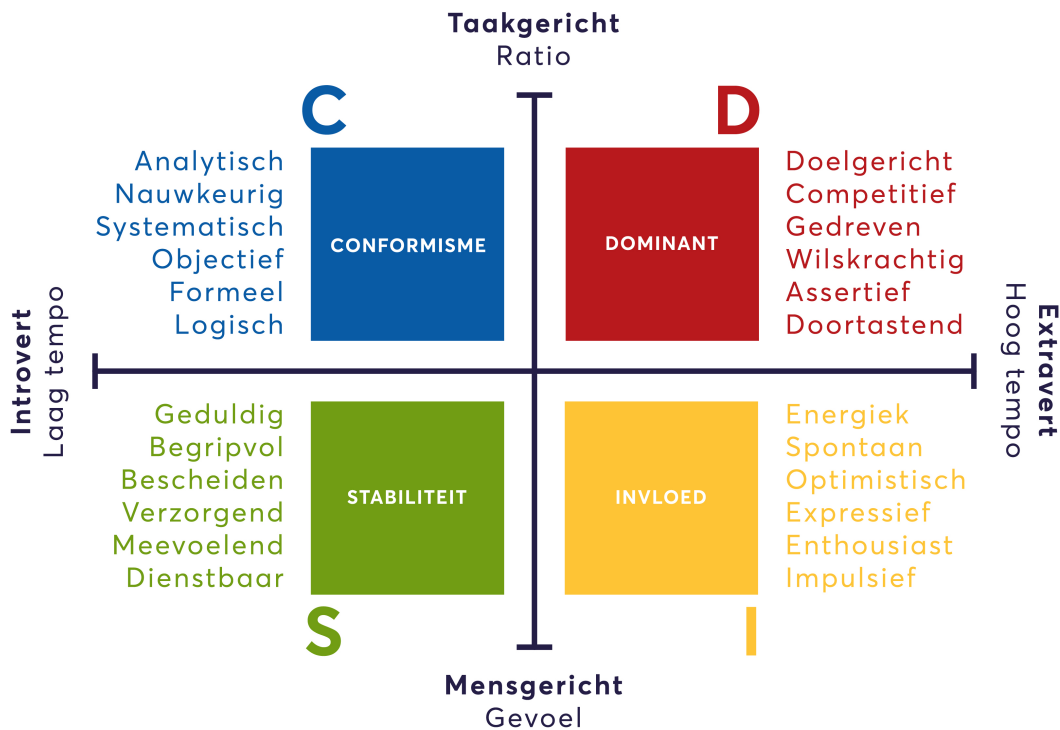 Taakgericht
Ratio
C
D
Analytisch
Nauwkeurig
Systematisch
Objectief
Formeel
Logisch
CONFORMISME
DOMINANT
Doelgericht
Competitief
Gedreven
Wilskrachtig
Assertief
Doortastend
Introvert
Laag tempo
Extravert
Hoog tempo
Geduldig
Begripvol
Bescheiden
Verzorgend
Meevoelend
Dienstbaar
STABILITEIT
INVLOED
Energiek
Spontaan
Optimistisch
Expressief
Enthousiast
Impulsief
S
I
Mensgericht
Gevoel